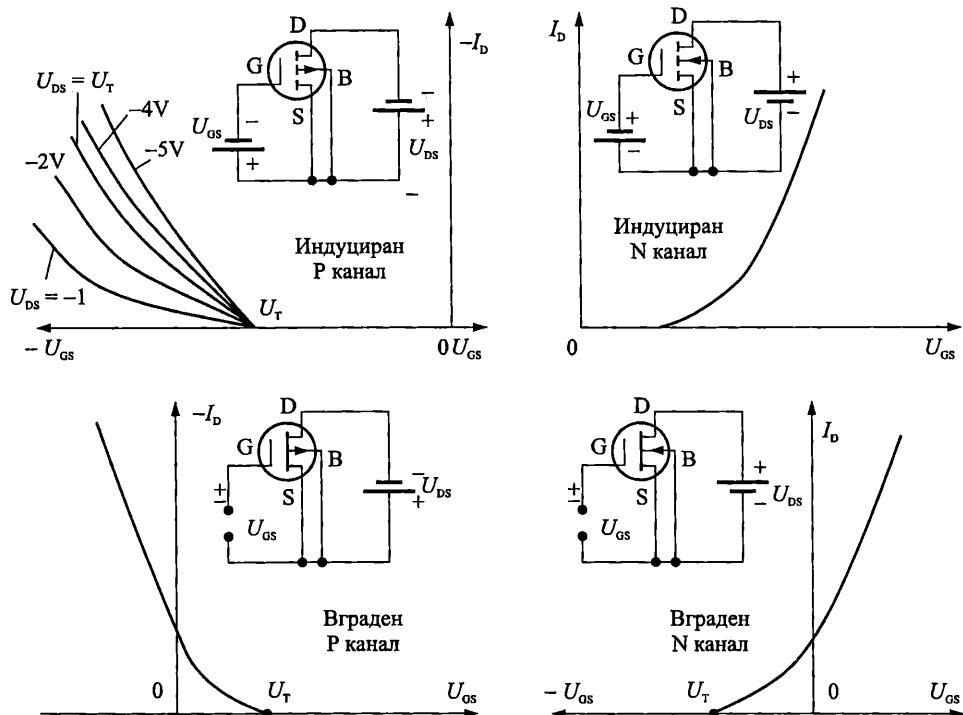 D
−I_D
G
B
S
U_DS = U_T
−4V
−5V
−2V
U_GS
−
+
−
+
U_DS
−
Индуциран
P канал
U_DS = −1
U_T
− U_GS
0 U_GS
I_D
D
G
B
S
U_GS
+
−
+
−
U_DS
Индуциран
N канал
0
U_GS
−I_D
D
G
B
S
+
−
U_GS
−
+
U_DS
Вграден
P канал
0
U_T
U_GS
D
I_D
G
B
S
+
−
U_GS
+
−
U_DS
Вграден
N канал
− U_GS
U_T
0
U_GS